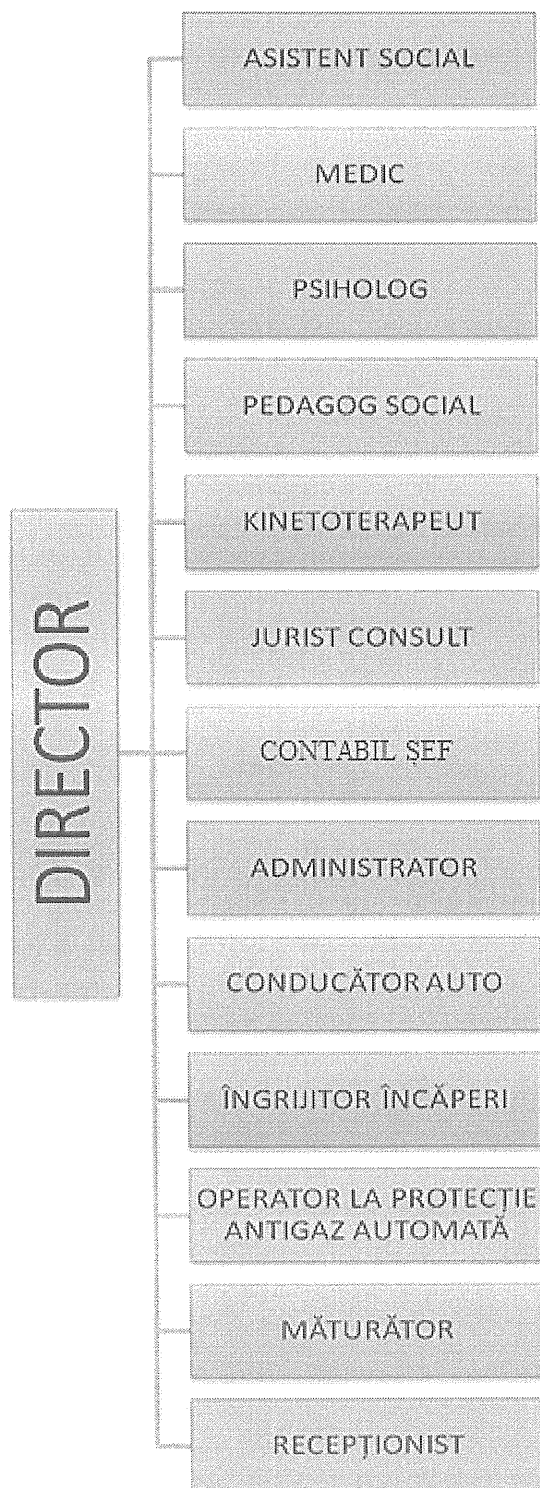 ASISTENT SOCIAL
MEDIC
PSIHOLOG
PEDAGOG SOCIAL
KINETOTERAPEUT
JURIST CONSULT
DIRECTOR
CONTABIL ȘEF
ADMINISTRATOR
CONDUCĂTOR AUTO
ÎNGRIJITOR ÎNCĂPERI
OPERATOR LA PROTECȚIE
ANTIGAZ AUTOMATĂ
MĂTURĂTOR
RECEPȚIONIST